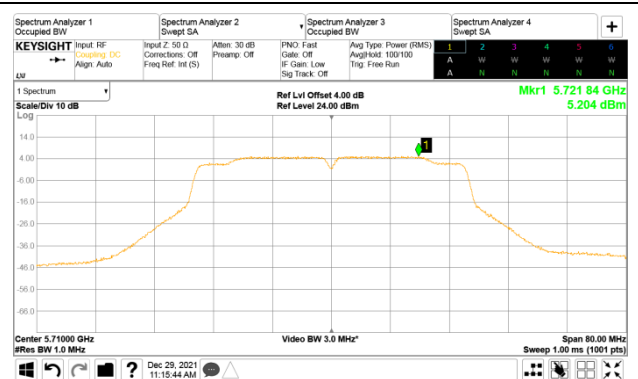 Spectrum Analyzer 1
Occupied BW
Spectrum Analyzer 2
Swept SA
Spectrum Analyzer 3
Occupied BW
Spectrum Analyzer 4
Swept SA
+
KEYSIGHT
Input: RF
Coupling: DC
Align: Auto
Input Z: 50 Ω
Corrections: Off
Freq Ref: Int (S)
Atten: 30 dB
Preamp: Off
PNO: Fast
Gate: Off
IF Gain: Low
Sig Track: Off
Avg Type: Power (RMS)
Avg|Hold: 100/100
Trig: Free Run
1 2 3 4 5 6
A W W W W W
A N N N N N
LXI
1 Spectrum
Scale/Div 10 dB
Log
Ref Lvl Offset 4.00 dB
Ref Level 24.00 dBm
Mkr1 5.721 84 GHz
5.204 dBm
1
14.0
4.00
-6.00
-16.0
-26.0
-36.0
-46.0
-56.0
-66.0
Center 5.71000 GHz
#Res BW 1.0 MHz
Video BW 3.0 MHz*
Span 80.00 MHz
Sweep 1.00 ms (1001 pts)
?
Dec 29, 2021
11:15:44 AM